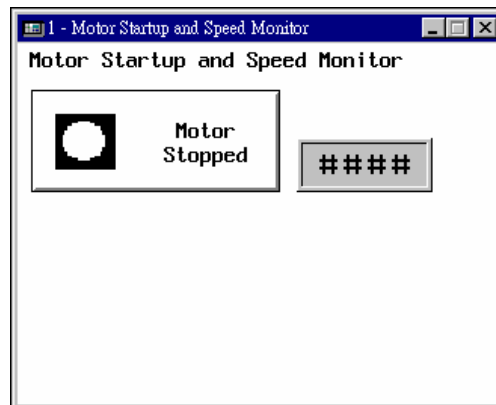 1 - Motor Startup and Speed Monitor
Motor Startup and Speed Monitor
Motor
Stopped
####